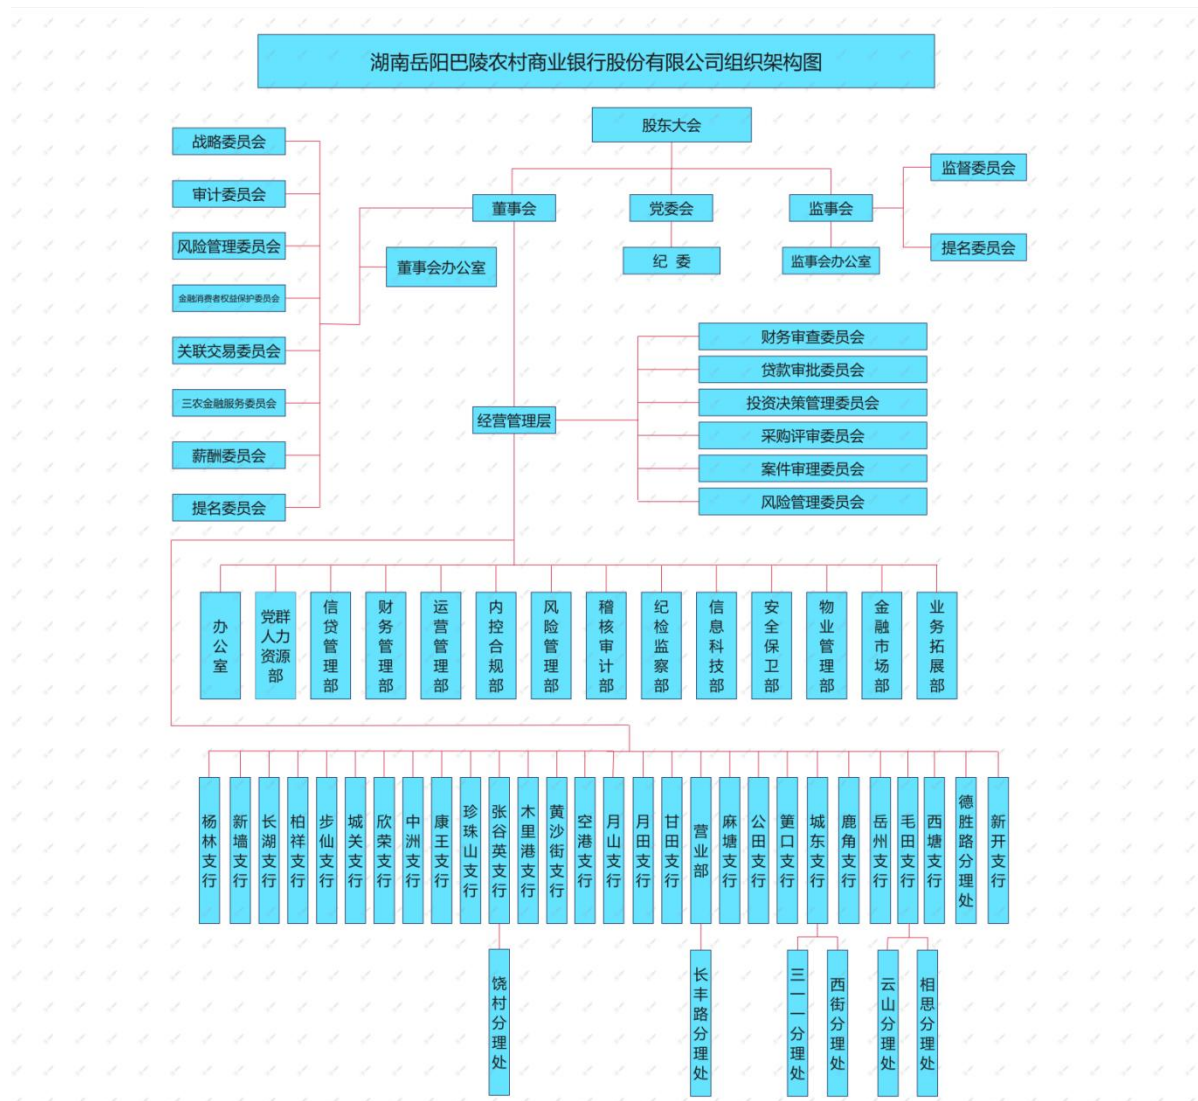 湖南岳阳巴陵农村商业银行股份有限公司组织架构图
股东大会
战略委员会
审计委员会
风险管理委员会
金融消费者权益保护委员会
关联交易委员会
三农金融服务委员会
薪酬委员会
提名委员会
董事会
党委会
监事会
监督委员会
提名委员会
董事会办公室
纪 委
监事会办公室
财务审查委员会
贷款审批委员会
投资决策管理委员会
采购评审委员会
案件审理委员会
风险管理委员会
经营管理层
办公室
党群人力资源部
信贷管理部
财务管理部
运营管理部
内控合规部
风险管理部
稽核审计部
纪检监察部
信息科技部
安全保卫部
物业管理部
金融市场部
业务拓展部
杨林支行
新墙支行
长湖支行
柏祥支行
步仙支行
城关支行
欣荣支行
中洲支行
康王支行
珍珠山支行
张谷英支行
木里港支行
黄沙街支行
空港支行
月山支行
月田支行
甘田支行
营业部
麻塘支行
公田支行
筻口支行
城东支行
鹿角支行
岳州支行
毛田支行
西塘支行
德胜路分理处
新开支行
饶村分理处
长丰路分理处
三一一分理处
西街分理处
云山分理处
相思分理处